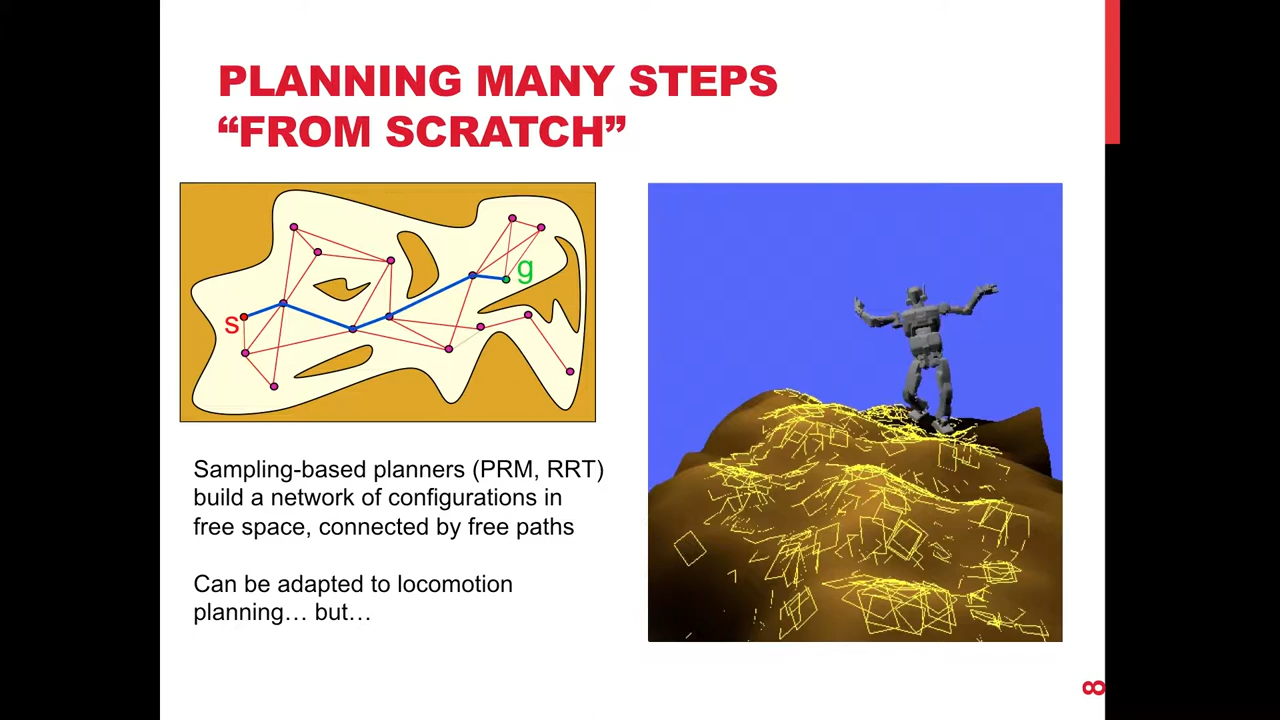 PLANNING MANY STEPS
“FROM SCRATCH”
s
g
Sampling-based planners (PRM, RRT)
build a network of configurations in
free space, connected by free paths
Can be adapted to locomotion
planning… but…
8